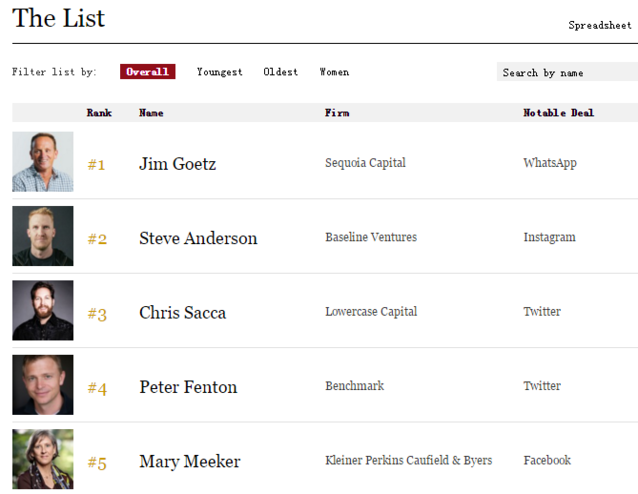 The List
Spreadsheet
Filter list by: Overall Youngest Oldest Women Search by name
Rank Name Firm Notable Deal
#1 Jim Goetz Sequoia Capital WhatsApp
#2 Steve Anderson Baseline Ventures Instagram
#3 Chris Sacca Lowercase Capital Twitter
#4 Peter Fenton Benchmark Twitter
#5 Mary Meeker Kleiner Perkins Caufield & Byers Facebook